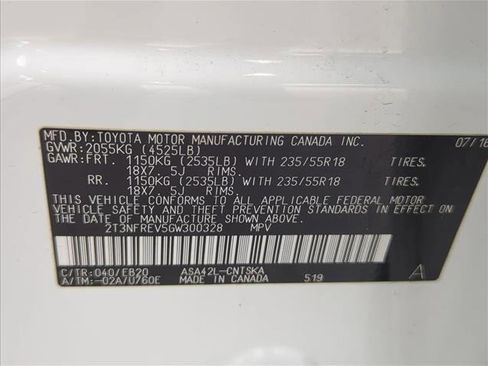 MFD.BY:TOYOTA MOTOR MANUFACTURING CANADA INC. 07/16
GVWR:2055KG (4525LB)
GAWR:FRT. 1150KG (2535LB) WITH 235/55R18 TIRES.
18X7. 5J RIMS.
RR. 1150KG (2535LB) WITH 235/55R18 TIRES.
18X7. 5J RIMS.
THIS VEHICLE CONFORMS TO ALL APPLICABLE FEDERAL MOTOR
VEHICLE SAFETY AND THEFT PREVENTION STANDARDS IN EFFECT
ON THE DATE OF MANUFACTURE SHOWN ABOVE.
2T3NFREV5GW300328 MPV
C/TR:040/EB20 ASA42L-CNTSKA
A/TM:-02A/U760E MADE IN CANADA 519 A